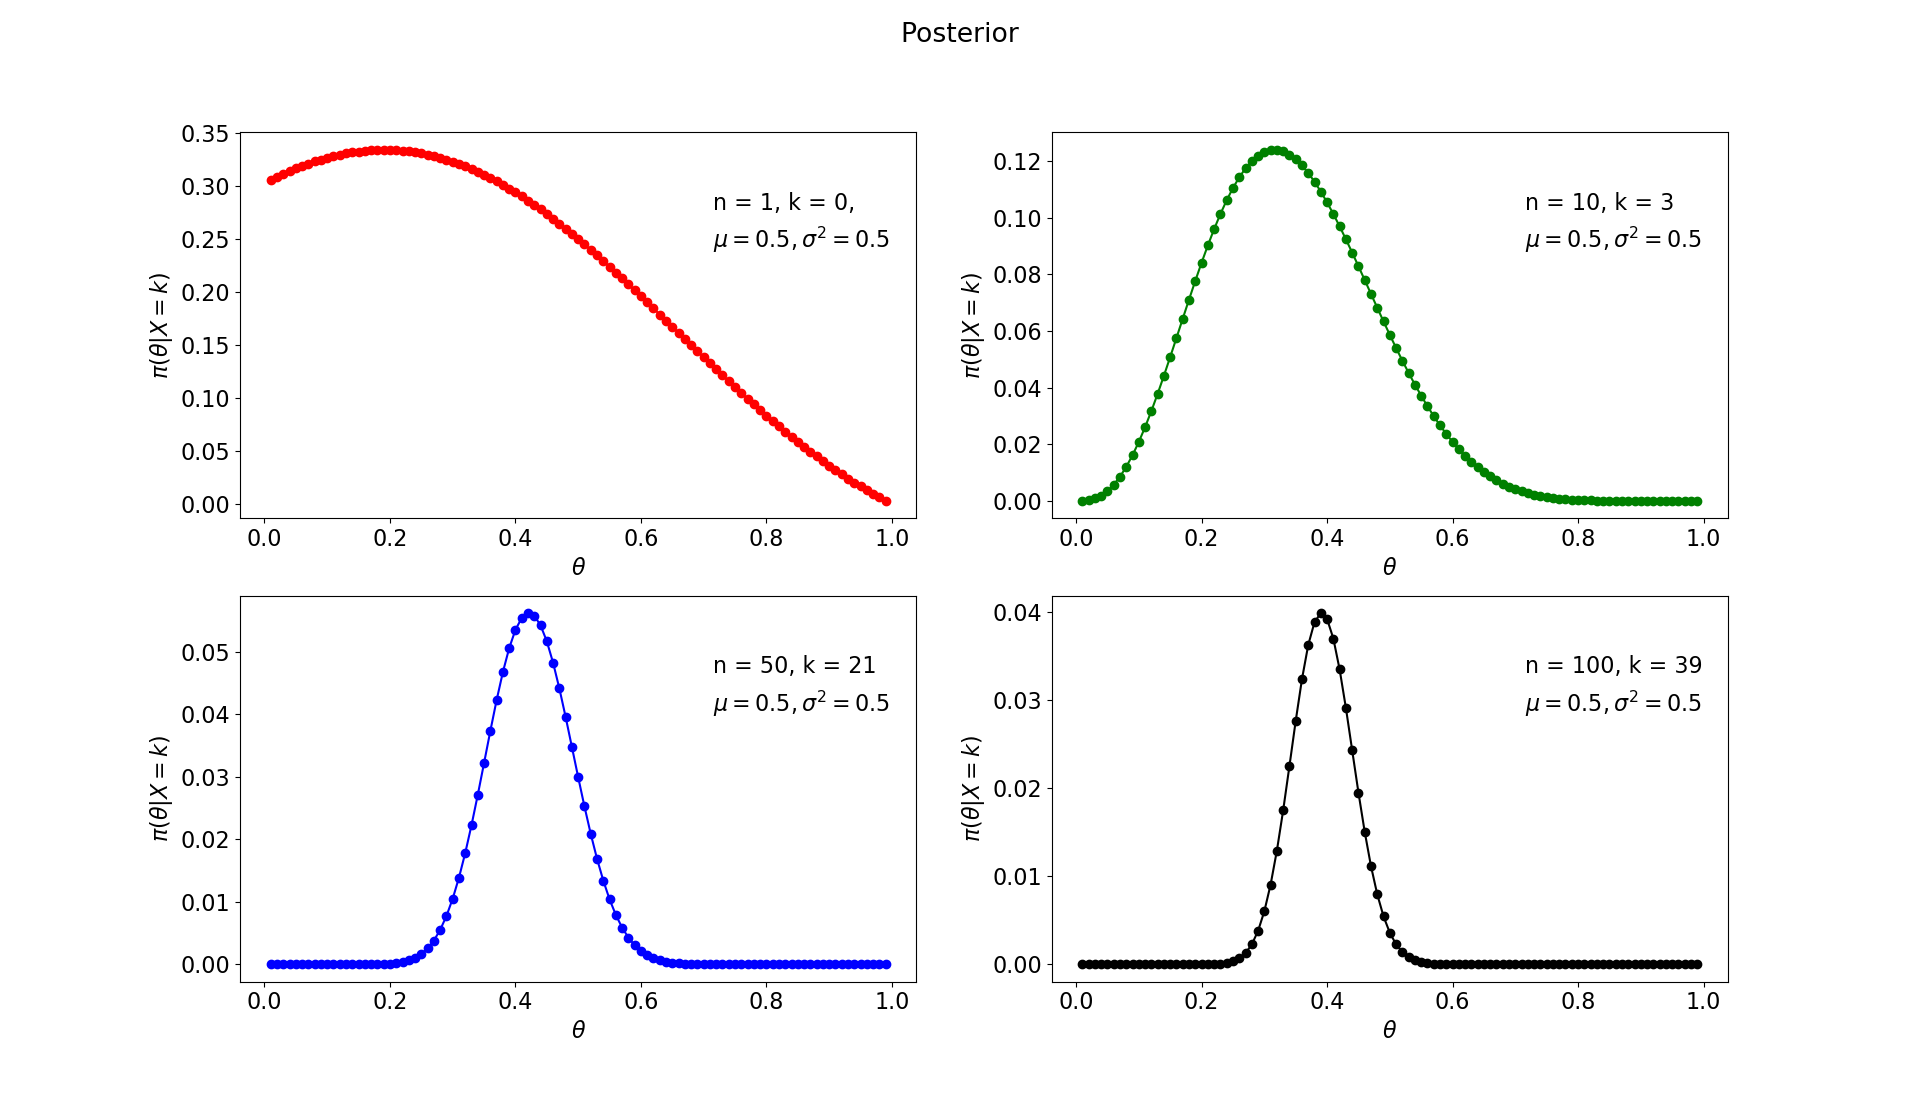 Posterior
0.35
0.30
0.25
0.20
0.15
0.10
0.05
0.00
π(θ|X = k)
n = 1, k = 0,
μ = 0.5, σ² = 0.5
0.0 0.2 0.4 0.6 0.8 1.0
θ
0.12
0.10
0.08
0.06
0.04
0.02
0.00
π(θ|X = k)
n = 10, k = 3
μ = 0.5, σ² = 0.5
0.0 0.2 0.4 0.6 0.8 1.0
θ
0.05
0.04
0.03
0.02
0.01
0.00
π(θ|X = k)
n = 50, k = 21
μ = 0.5, σ² = 0.5
0.0 0.2 0.4 0.6 0.8 1.0
θ
0.04
0.03
0.02
0.01
0.00
π(θ|X = k)
n = 100, k = 39
μ = 0.5, σ² = 0.5
0.0 0.2 0.4 0.6 0.8 1.0
θ